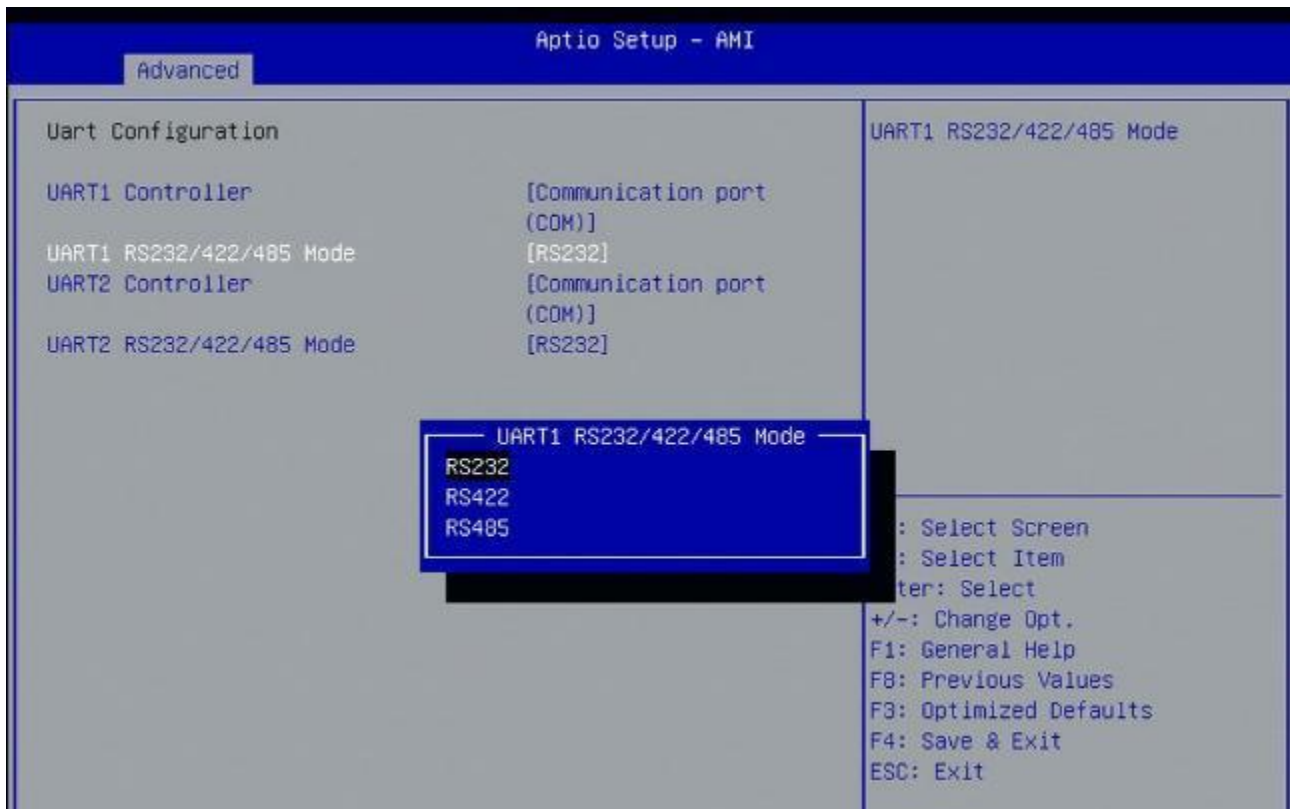 Aptio Setup - AMI
Advanced
Uart Configuration
UART1 Controller [Communication port
(COM)]
UART1 RS232/422/485 Mode [RS232]
UART2 Controller [Communication port
(COM)]
UART2 RS232/422/485 Mode [RS232]
UART1 RS232/422/485 Mode
UART1 RS232/422/485 Mode
RS232
RS422
RS485
: Select Screen
: Select Item
ter: Select
+/-: Change Opt.
F1: General Help
F8: Previous Values
F3: Optimized Defaults
F4: Save & Exit
ESC: Exit